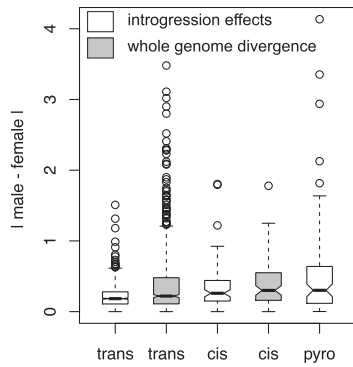 introgression effects
whole genome divergence
| male - female |
4
3
2
1
0
trans trans cis cis pyro